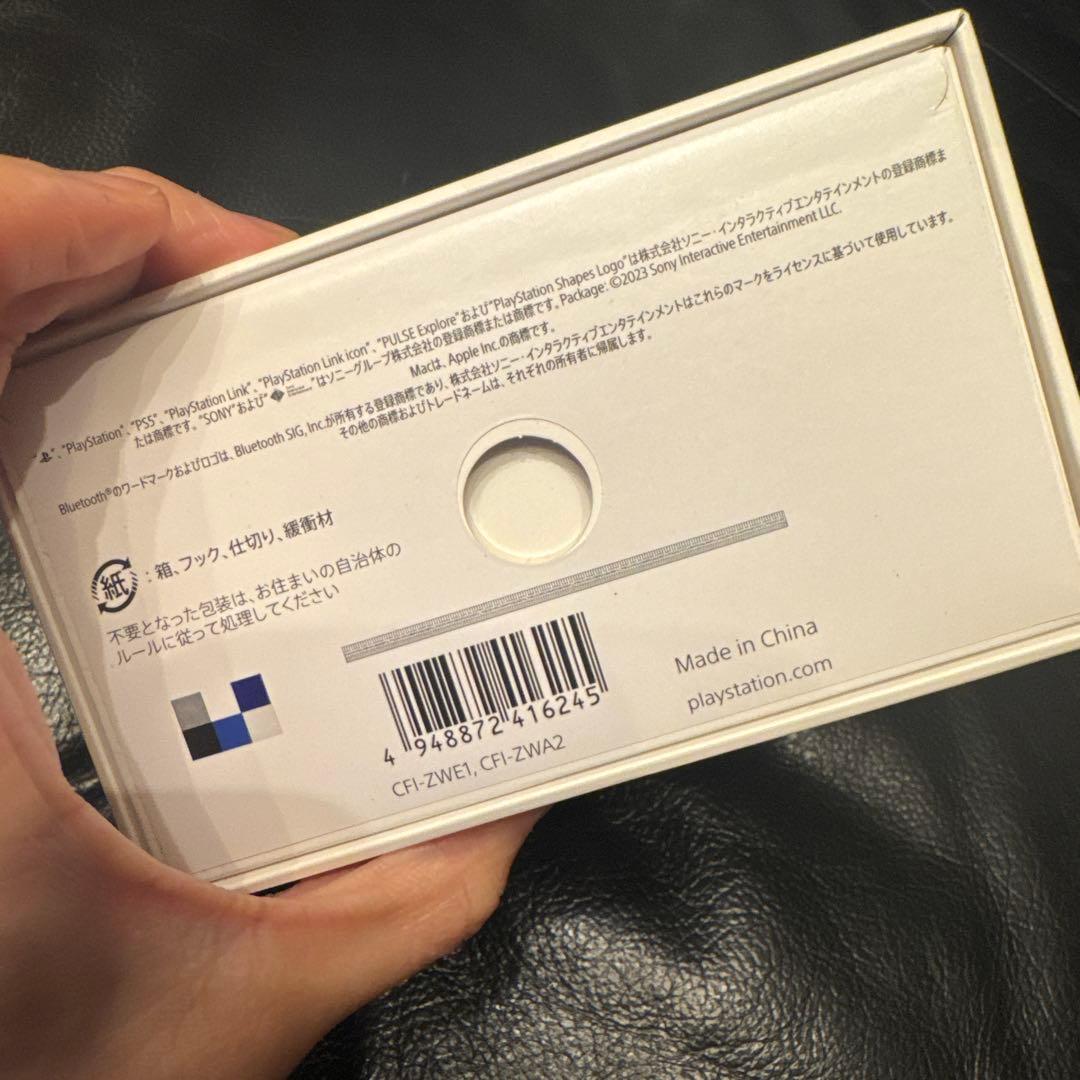 "、"PlayStation"、"PS5"、"PlayStation Link"、"PlayStation Link icon"、"PULSE Explore"および"PlayStation Shapes Logo"は株式会社ソニー・インタラクティブエンタテインメントの登録商標ま
たは商標です。"SONY"および" "はソニーグループ株式会社の登録商標または商標です。Package: ©2023 Sony Interactive Entertainment LLC.
Macは、Apple Inc.の商標です。
Bluetooth®のワードマークおよびロゴは、Bluetooth SIG, Inc.が所有する登録商標であり、株式会社ソニー・インタラクティブエンタテインメントはこれらのマークをライセンスに基づいて使用しています。
その他の商標およびトレードネームは、それぞれの所有者に帰属します。
紙:箱、フック、仕切り、緩衝材
不要となった包装は、お住まいの自治体の
ルールに従って処理してください
4 948872 416245
CFI-ZWE1, CFI-ZWA2
Made in China
playstation.com